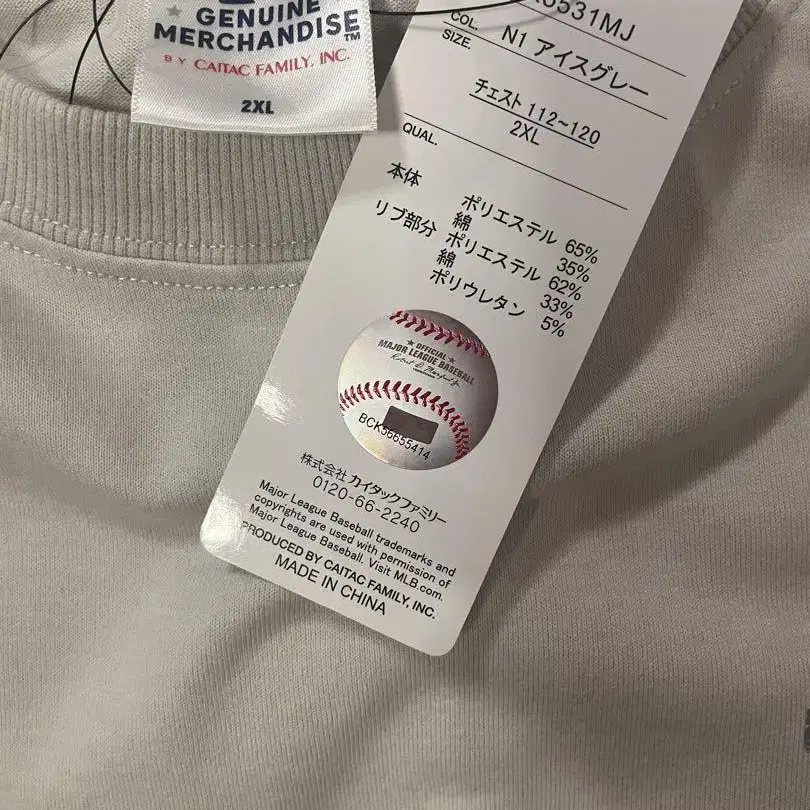 GENUINE
MERCHANDISE™
BY CAITAC FAMILY, INC.
2XL
6531MJ
COL. N1 アイスグレー
SIZE.
チェスト 112~120
2XL
QUAL.
本体 ポリエステル 65%
綿 35%
リブ部分 ポリエステル 62%
綿 33%
ポリウレタン 5%
OFFICIAL
MAJOR LEAGUE BASEBALL
BCK56655414
株式会社 カイタックファミリー
0120-66-2240
Major League Baseball trademarks and
copyrights are used with permission of
Major League Baseball. Visit MLB.com.
PRODUCED BY CAITAC FAMILY, INC.
MADE IN CHINA